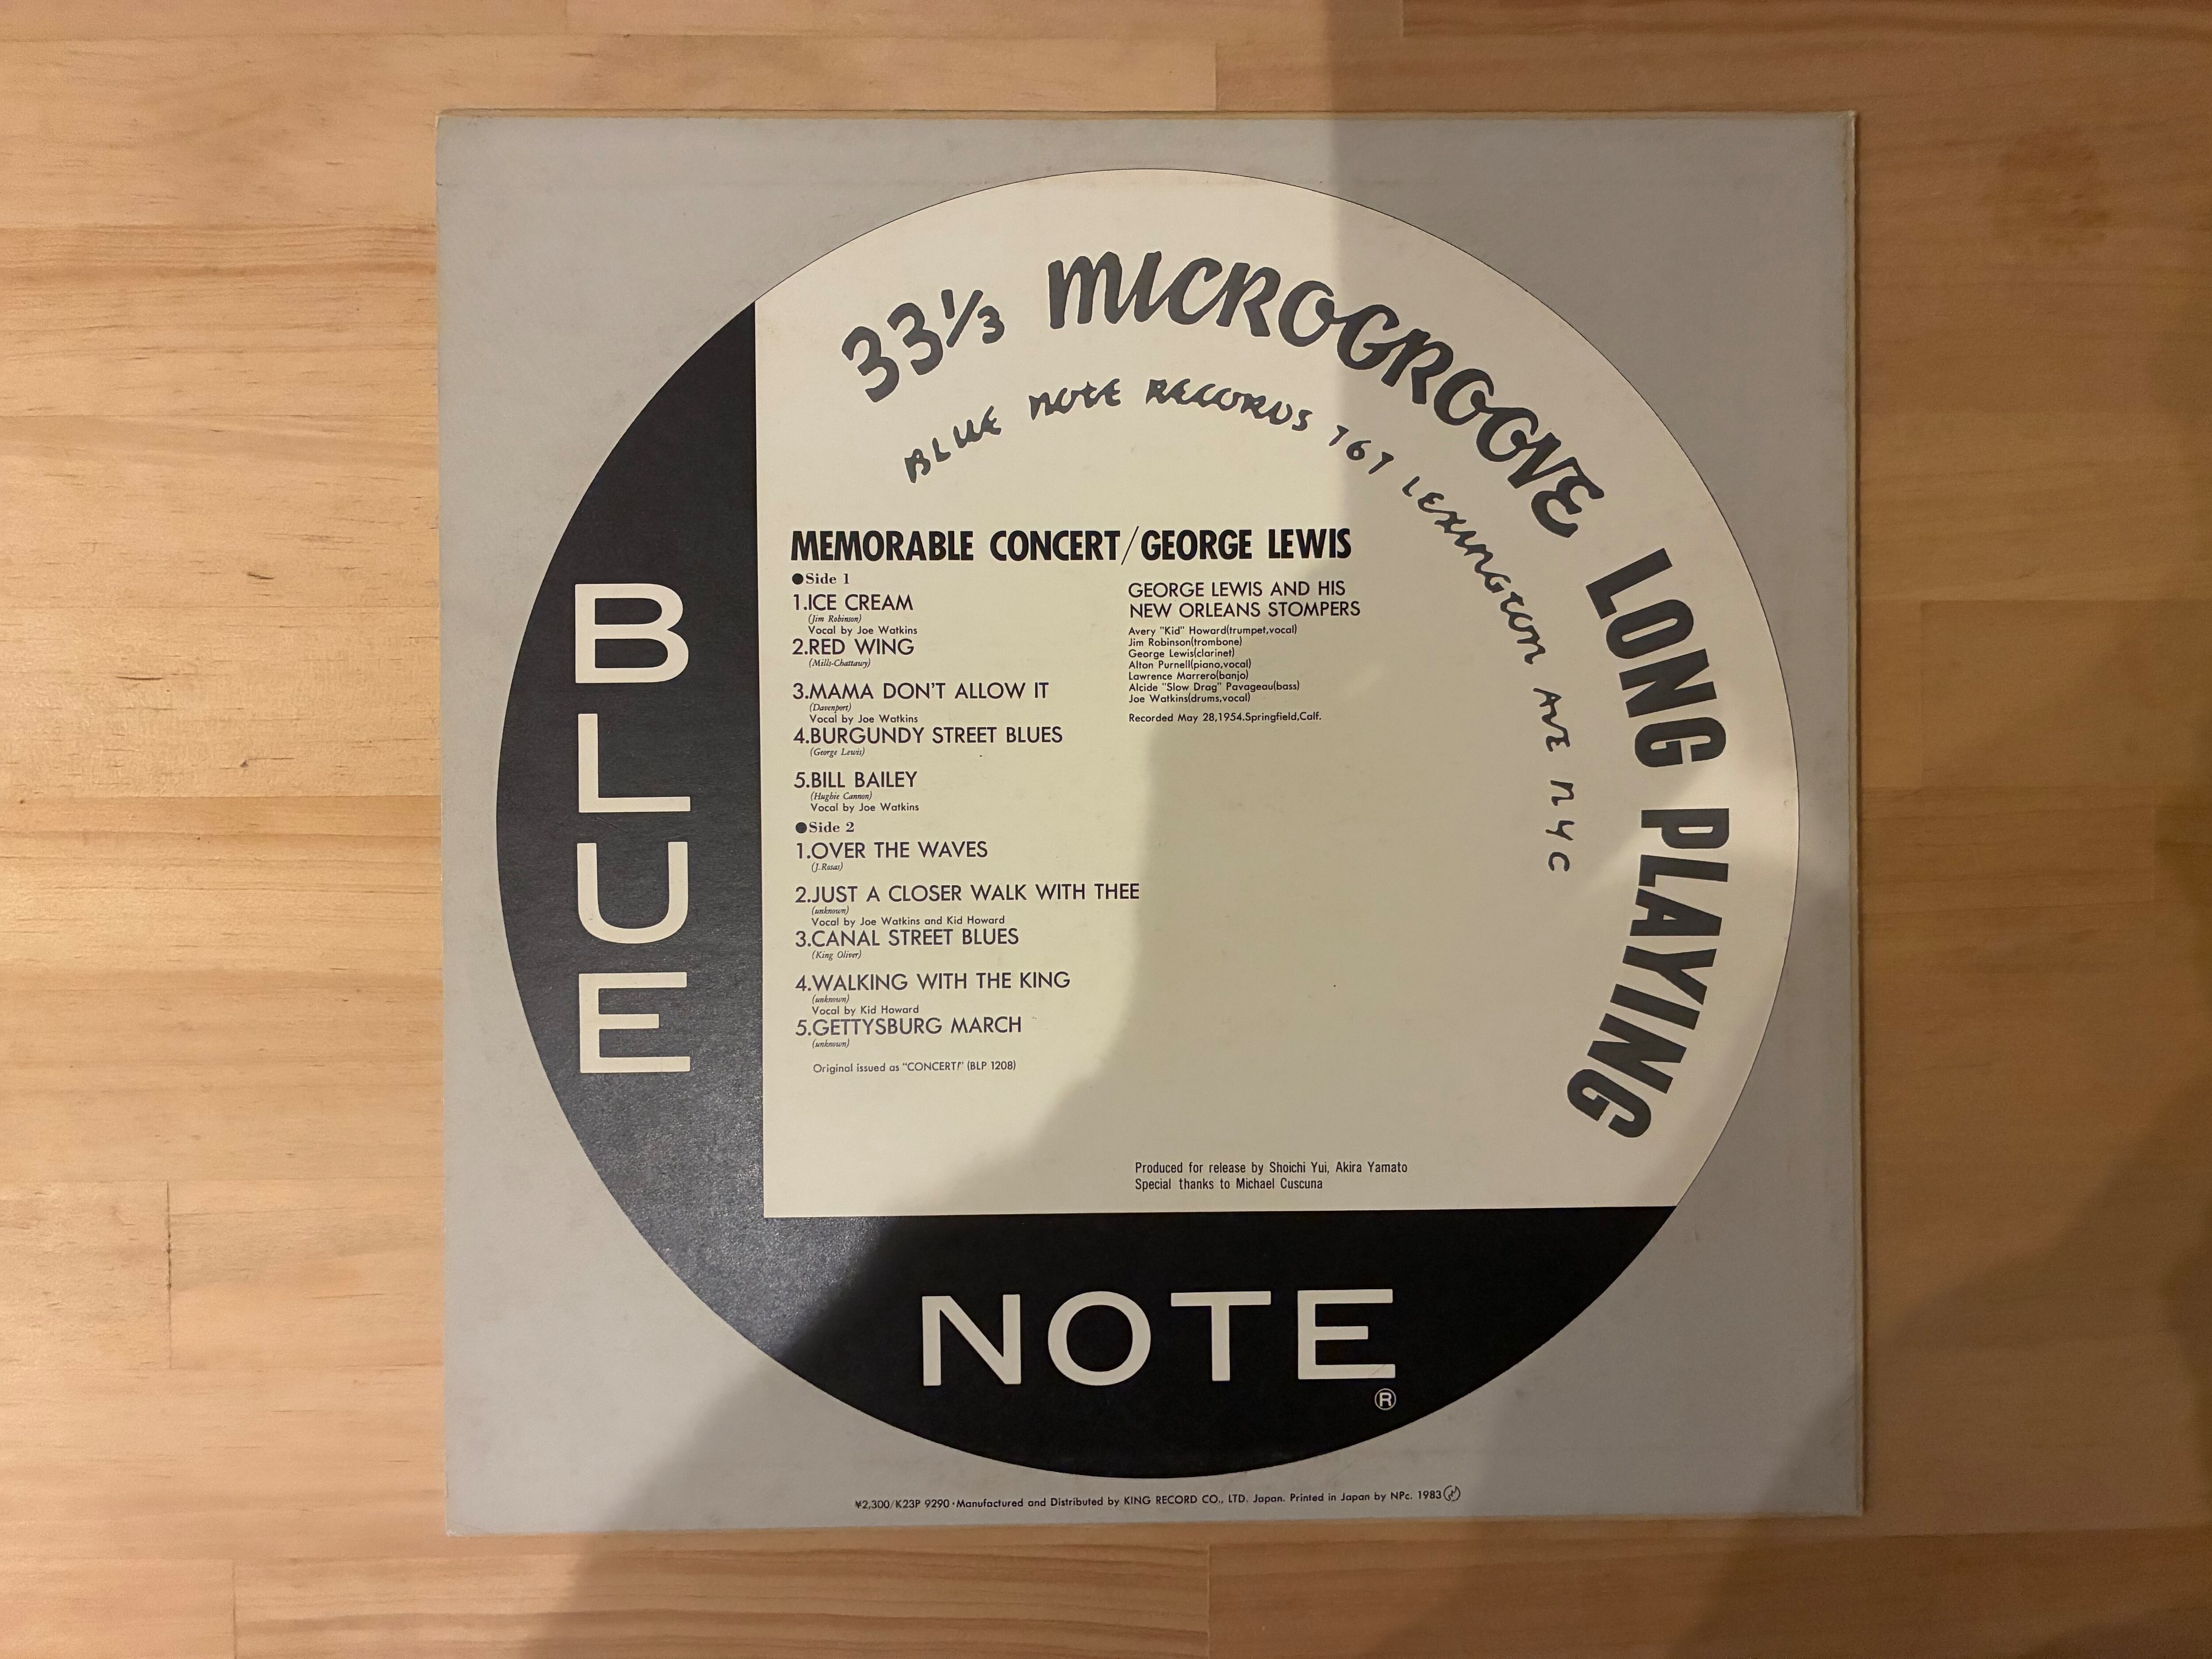 33⅓ MICROGROOVE LONG PLAYING
BLUE NOTE RECORDS 767 LEXINGTON AVE NYC
BLUE
MEMORABLE CONCERT/GEORGE LEWIS
●Side 1
1.ICE CREAM
(Jim Robinson)
Vocal by Joe Watkins
2.RED WING
(Mills-Chattawy)
3.MAMA DON'T ALLOW IT
(Davenport)
Vocal by Joe Watkins
4.BURGUNDY STREET BLUES
(George Lewis)
5.BILL BAILEY
(Hughie Cannon)
Vocal by Joe Watkins
●Side 2
1.OVER THE WAVES
(J.Rosas)
2.JUST A CLOSER WALK WITH THEE
(unknown)
Vocal by Joe Watkins and Kid Howard
3.CANAL STREET BLUES
(King Oliver)
4.WALKING WITH THE KING
(unknown)
Vocal by Kid Howard
5.GETTYSBURG MARCH
(unknown)
Original issued as "CONCERT!" (BLP 1208)
GEORGE LEWIS AND HIS
NEW ORLEANS STOMPERS
Avery "Kid" Howard(trumpet,vocal)
Jim Robinson(trombone)
George Lewis(clarinet)
Alton Purnell(piano,vocal)
Lawrence Marrero(banjo)
Alcide "Slow Drag" Pavageau(bass)
Joe Watkins(drums,vocal)
Recorded May 28,1954.Springfield,Calf.
Produced for release by Shoichi Yui, Akira Yamato
Special thanks to Michael Cuscuna
NOTE
®
¥2,300/K23P 9290·Manufactured and Distributed by KING RECORD CO., LTD. Japan. Printed in Japan by NPc. 1983